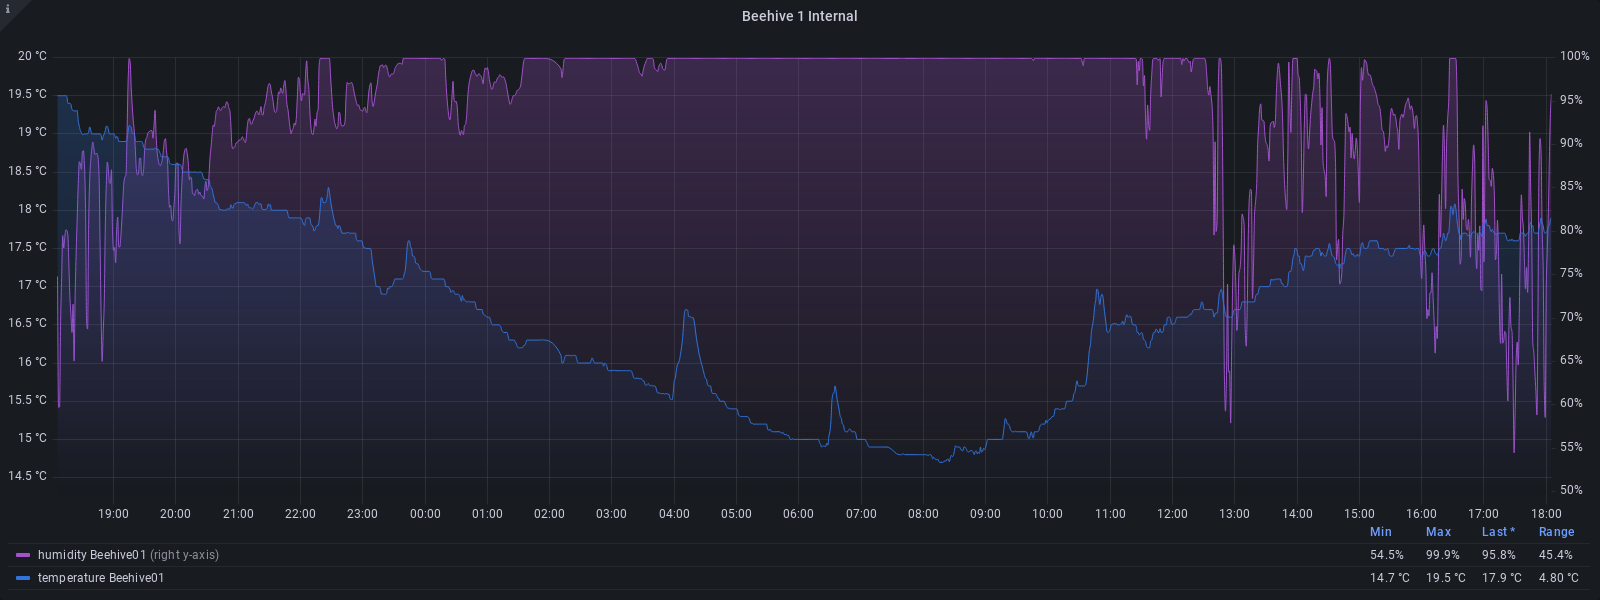 i
Beehive 1 Internal
20 °C 100%
19.5 °C 95%
19 °C 90%
18.5 °C 85%
18 °C 80%
17.5 °C 75%
17 °C 70%
16.5 °C 65%
16 °C 60%
15.5 °C 55%
15 °C 50%
14.5 °C
19:00 20:00 21:00 22:00 23:00 00:00 01:00 02:00 03:00 04:00 05:00 06:00 07:00 08:00 09:00 10:00 11:00 12:00 13:00 14:00 15:00 16:00 17:00 18:00
Min Max Last * Range
humidity Beehive01 (right y-axis) 54.5% 99.9% 95.8% 45.4%
temperature Beehive01 14.7 °C 19.5 °C 17.9 °C 4.80 °C